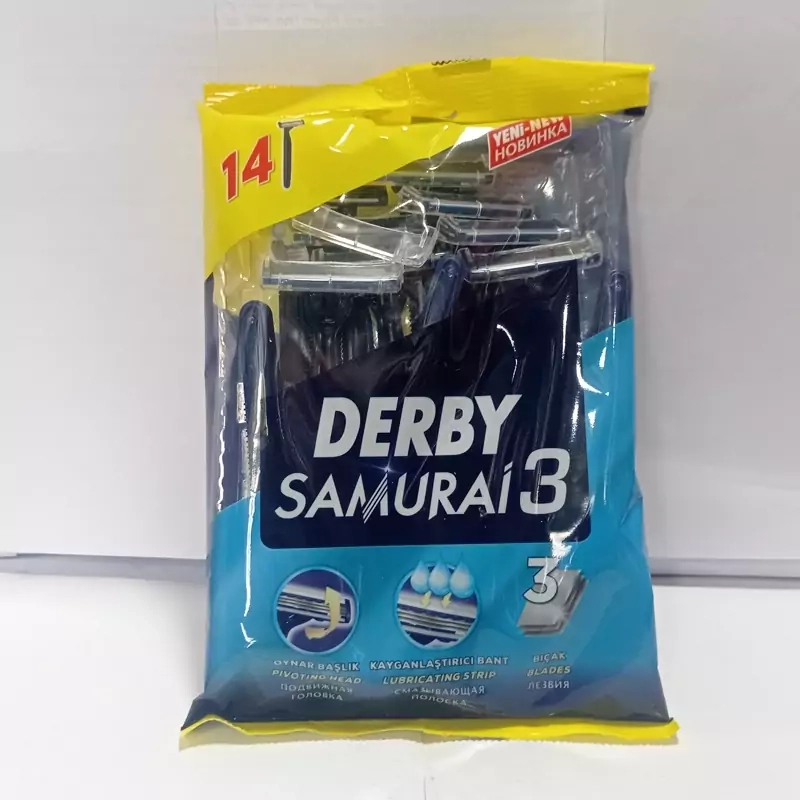 14
YENİ-NEW
НОВИНКА
DERBY
SAMURAi 3
3
OYNAR BAŞLIK
PIVOTING HEAD
ПОДВИЖНАЯ
ГОЛОВКА
KAYGANLAŞTIRICI BANT
LUBRICATING STRIP
СМАЗЫВАЮЩАЯ
ПОЛОСКА
BIÇAK
BLADES
ЛЕЗВИЯ